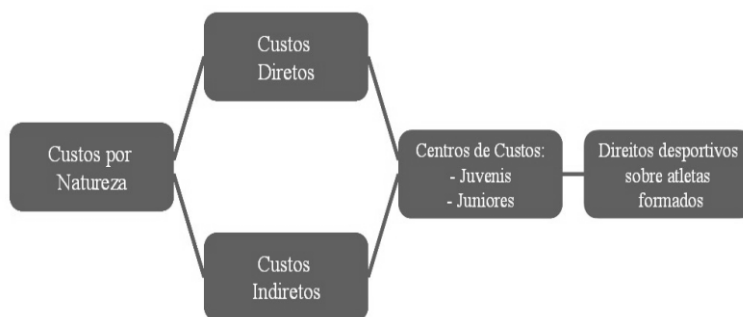 Custos
Diretos
Custos por
Natureza
Centros de Custos:
- Juvenis
- Juniores
Direitos desportivos
sobre atletas
formados
Custos
Indiretos